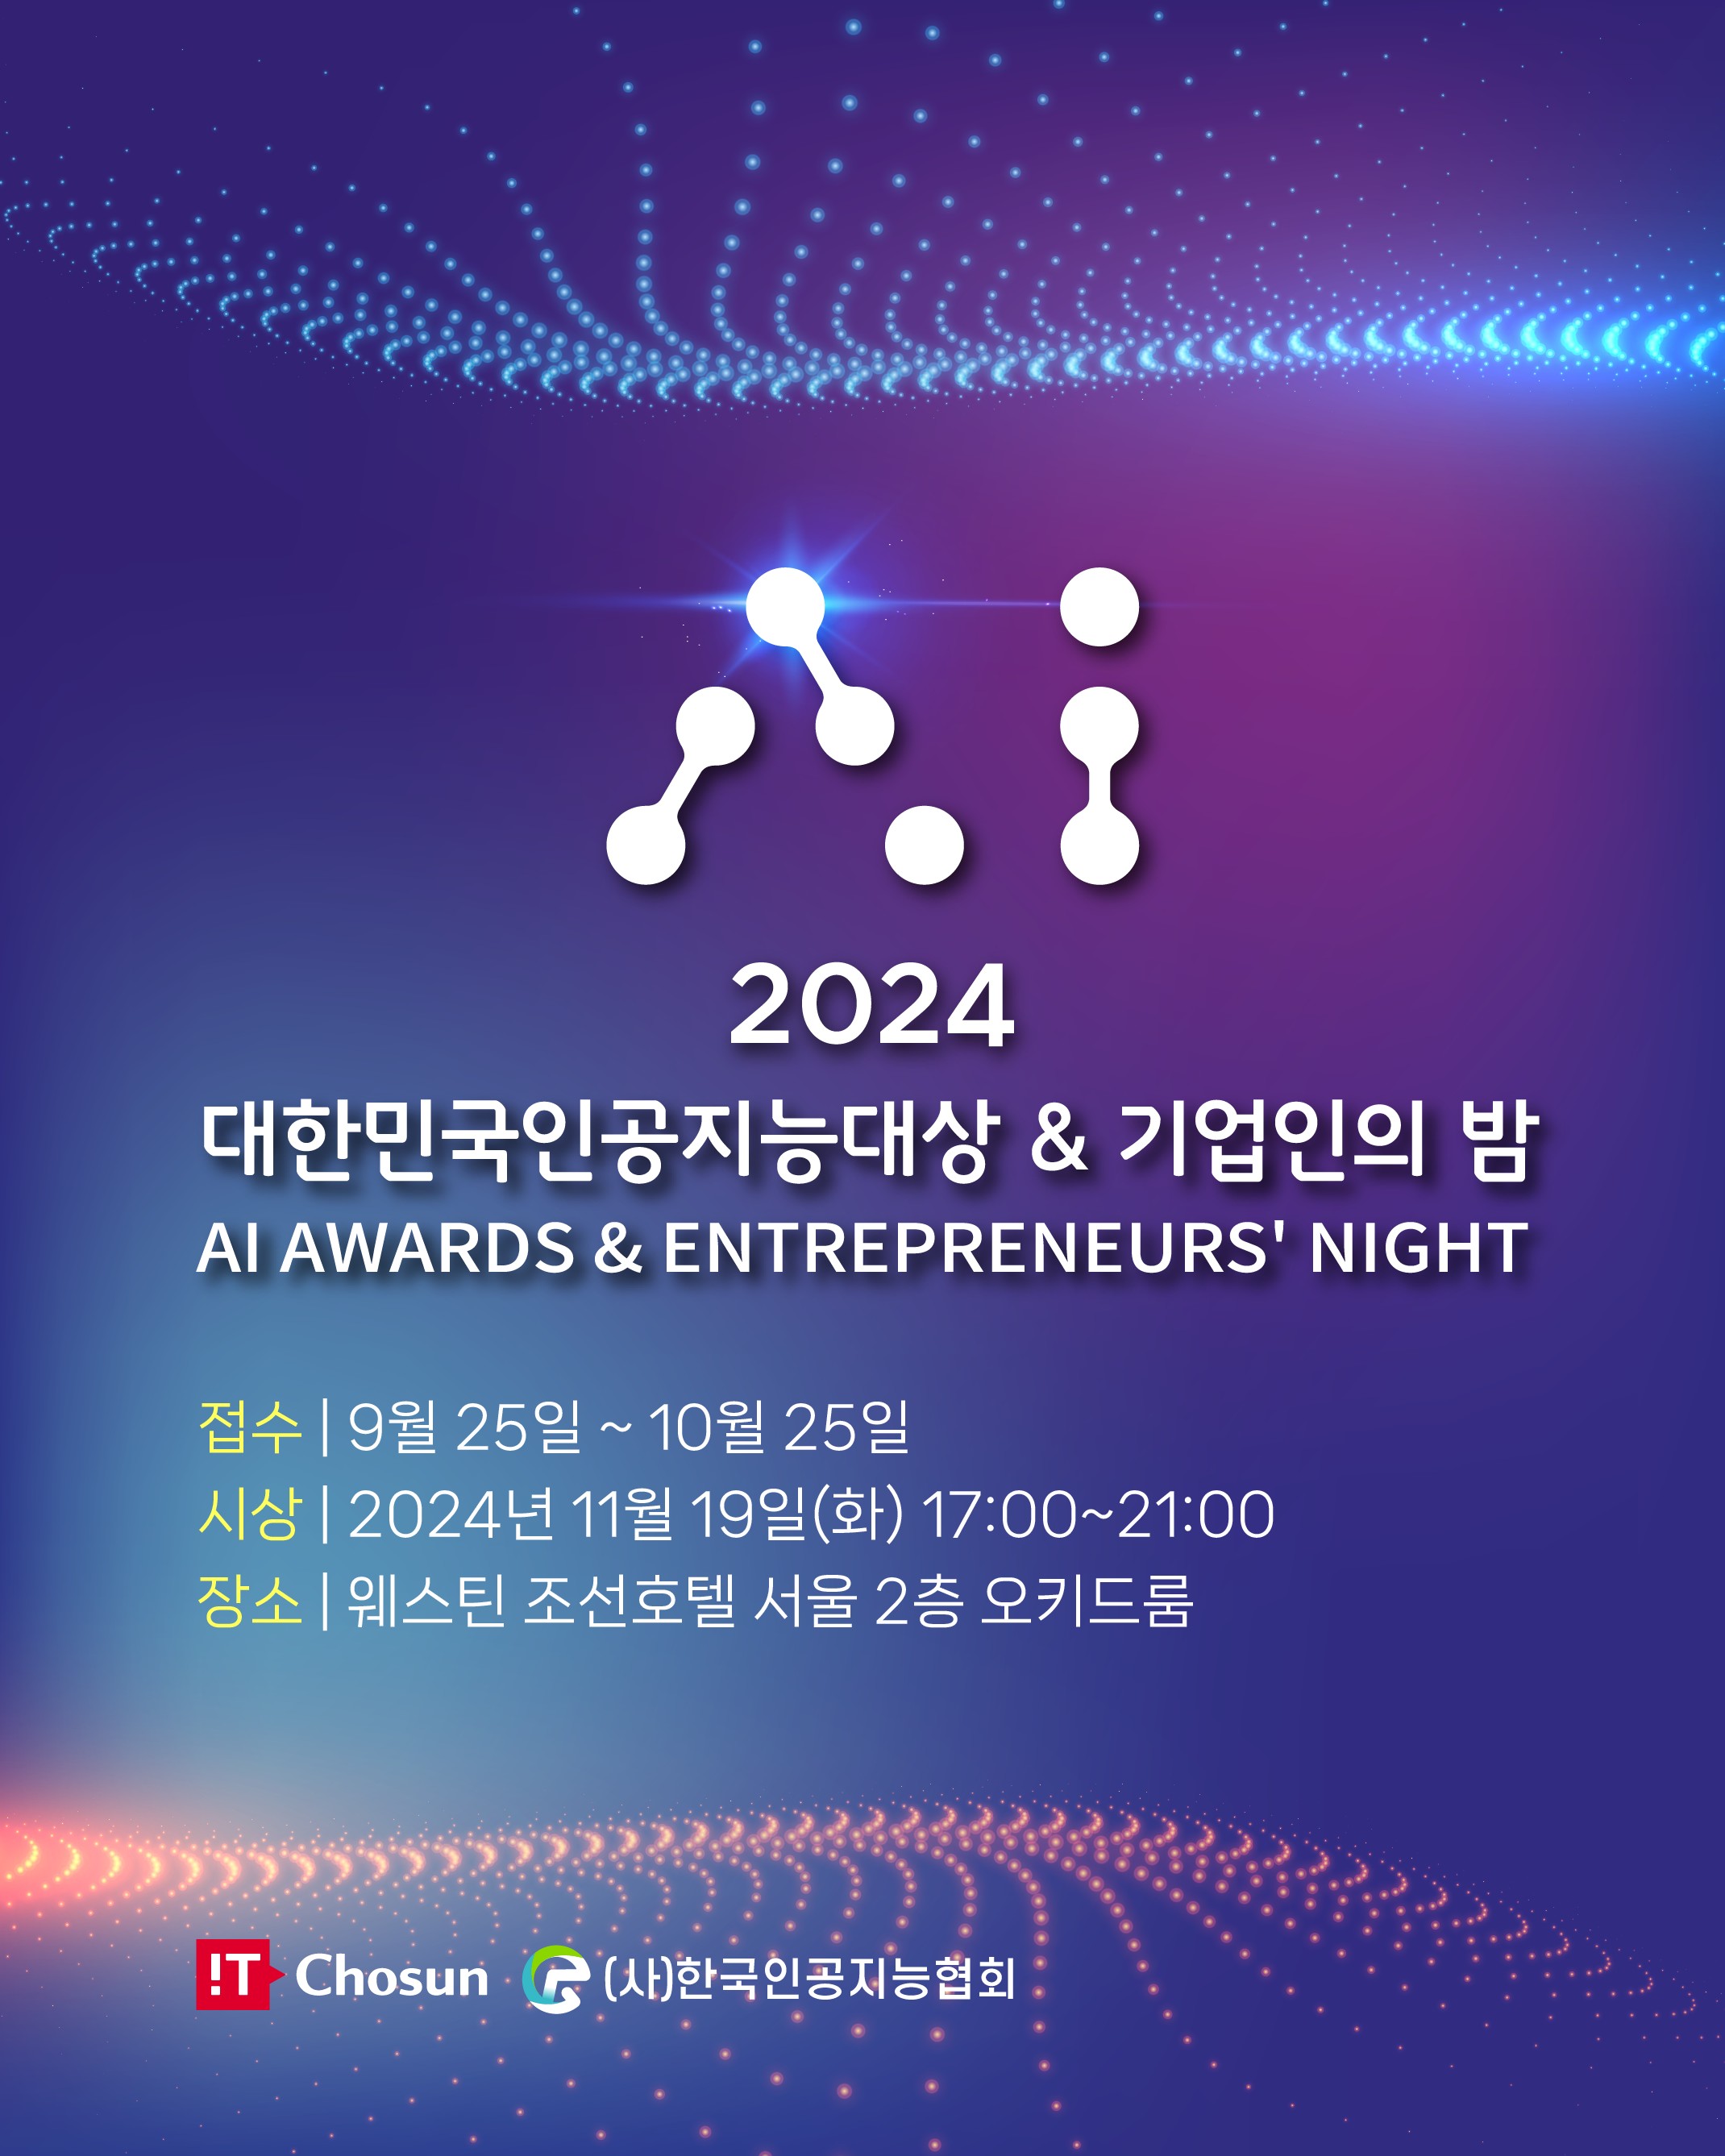 AI
2024
대한민국인공지능대상 & 기업인의 밤
AI AWARDS & ENTREPRENEURS' NIGHT
접수 | 9월 25일 ~ 10월 25일
시상 | 2024년 11월 19일(화) 17:00~21:00
장소 | 웨스틴 조선호텔 서울 2층 오키드룸
IT Chosun (사)한국인공지능협회